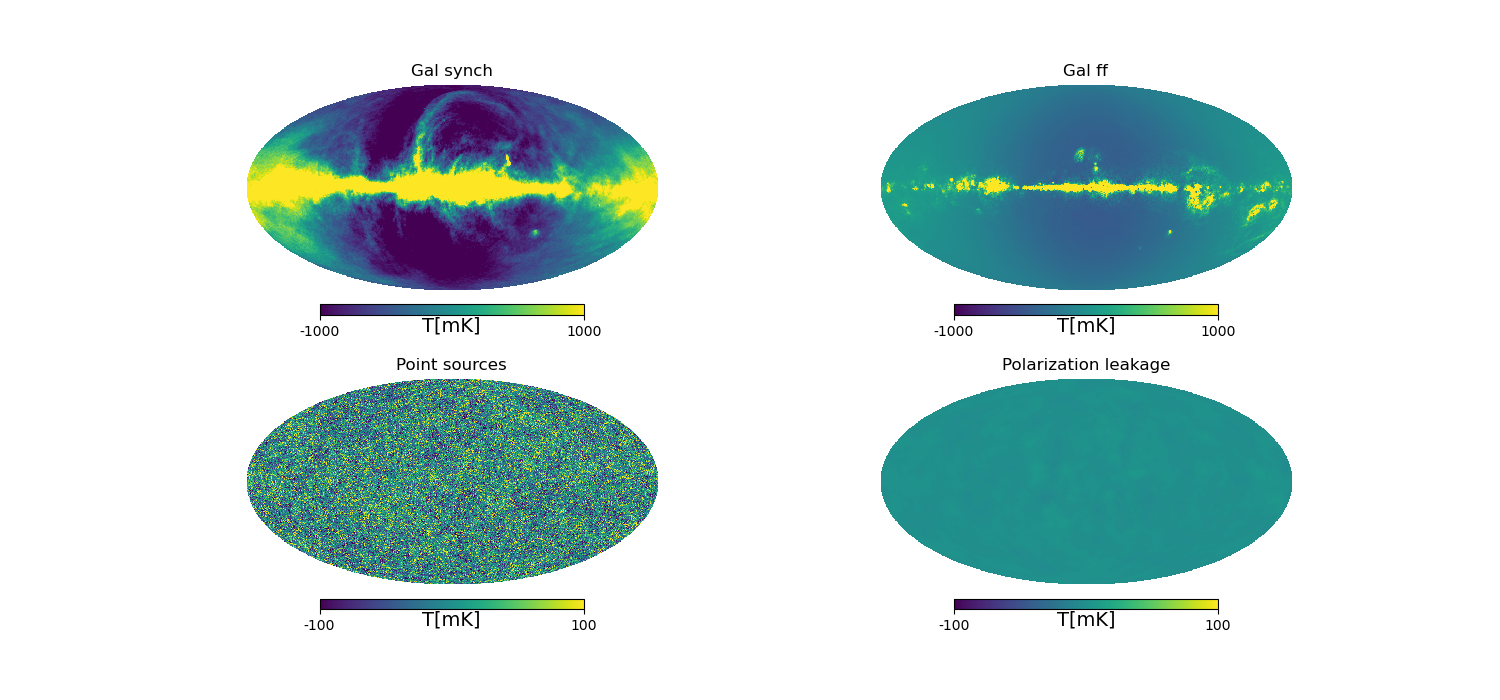 Gal synch
Gal ff
-1000
T[mK]
1000
-1000
T[mK]
1000
Point sources
Polarization leakage
-100
T[mK]
100
-100
T[mK]
100